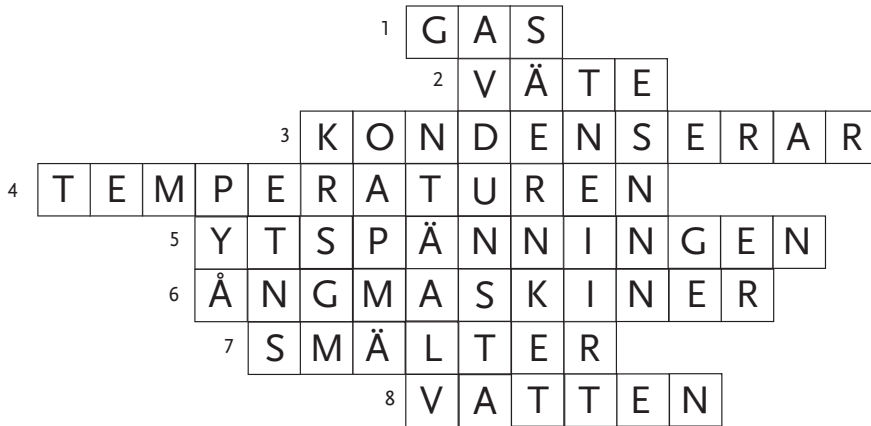 1 GAS
2 VÄTE
3 KONDENSERAR
4 TEMPERATUREN
5 YTSPÄNNINGEN
6 ÅNGMASKINER
7 SMÄLTER
8 VATTEN